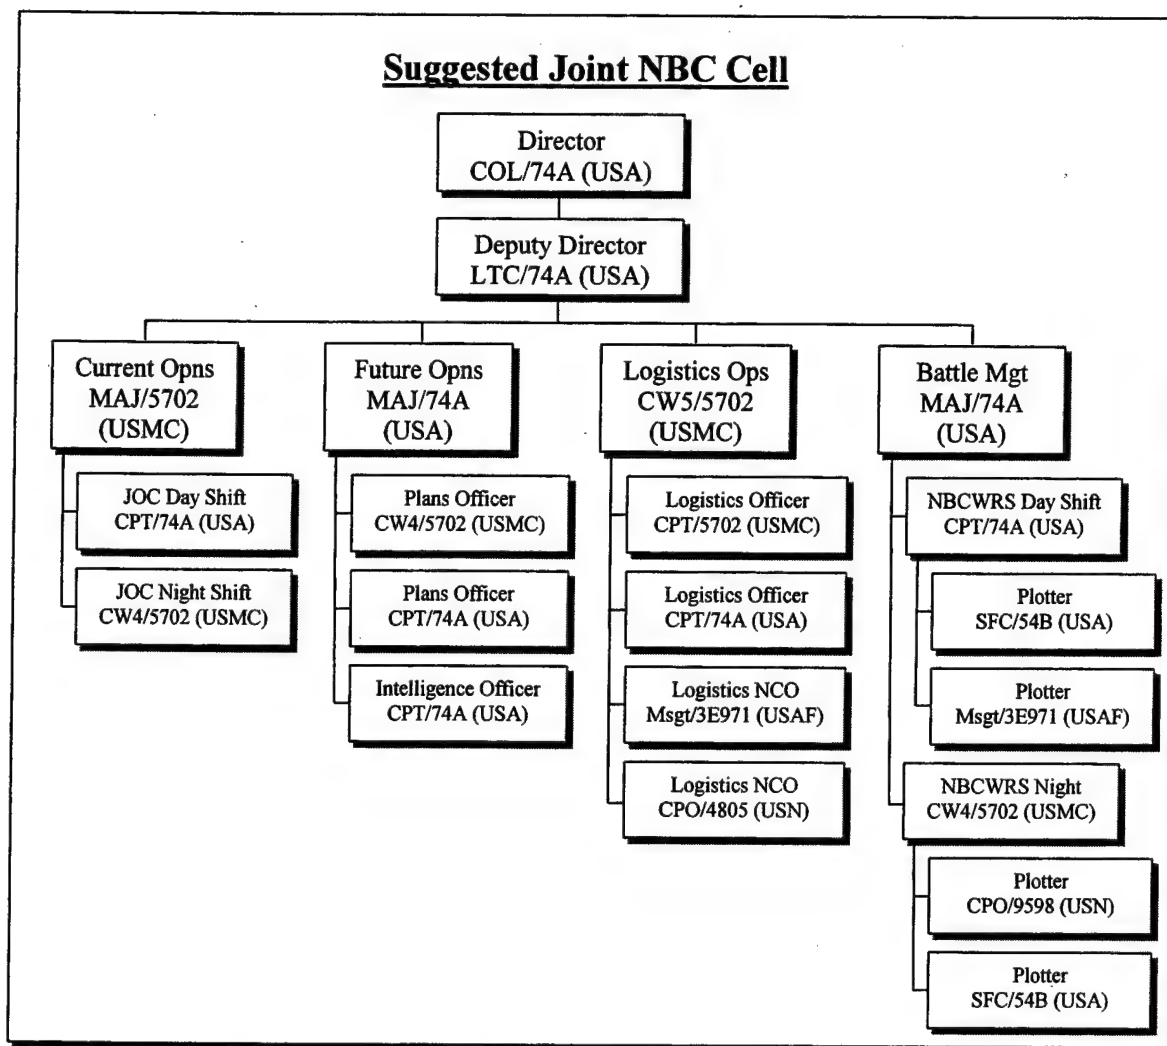 Suggested Joint NBC Cell
Director
COL/74A (USA)
Deputy Director
LTC/74A (USA)
Current Opns
MAJ/5702
(USMC)
JOC Day Shift
CPT/74A (USA)
JOC Night Shift
CW4/5702 (USMC)
Future Opns
MAJ/74A
(USA)
Plans Officer
CW4/5702 (USMC)
Plans Officer
CPT/74A (USA)
Intelligence Officer
CPT/74A (USA)
Logistics Ops
CW5/5702
(USMC)
Logistics Officer
CPT/5702 (USMC)
Logistics Officer
CPT/74A (USA)
Logistics NCO
Msgt/3E971 (USAF)
Logistics NCO
CPO/4805 (USN)
Battle Mgt
MAJ/74A
(USA)
NBCWRS Day Shift
CPT/74A (USA)
Plotter
SFC/54B (USA)
Plotter
Msgt/3E971 (USAF)
NBCWRS Night
CW4/5702 (USMC)
Plotter
CPO/9598 (USN)
Plotter
SFC/54B (USA)